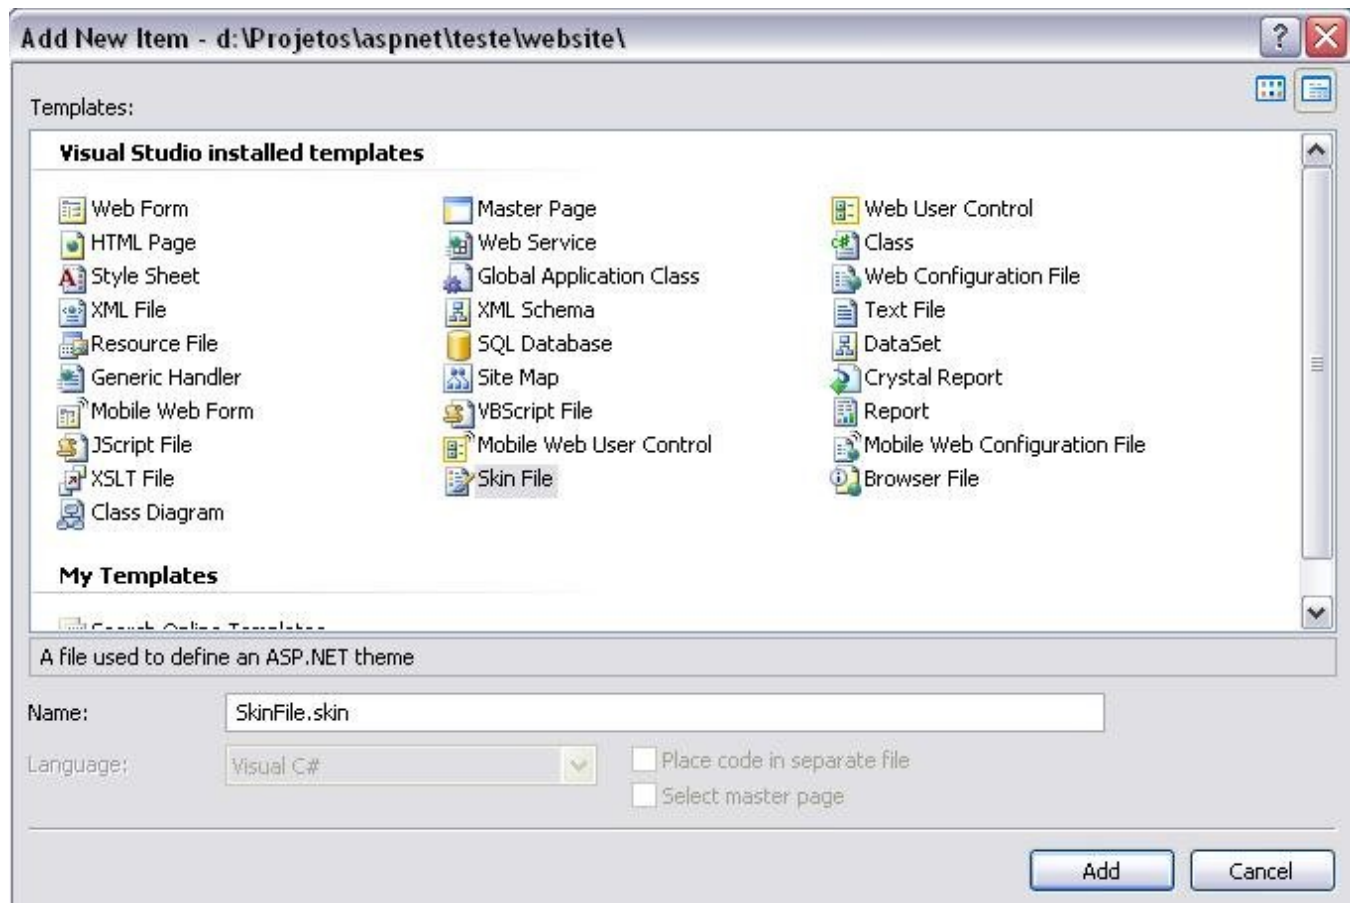 Add New Item - d:\Projetos\aspnet\teste\website\
Templates:
Visual Studio installed templates
Web Form Master Page Web User Control
HTML Page Web Service Class
Style Sheet Global Application Class Web Configuration File
XML File XML Schema Text File
Resource File SQL Database DataSet
Generic Handler Site Map Crystal Report
Mobile Web Form VBScript File Report
JScript File Mobile Web User Control Mobile Web Configuration File
XSLT File Skin File Browser File
Class Diagram
My Templates
Search Online Templates
A file used to define an ASP.NET theme
Name: SkinFile.skin
Language: Visual C# Place code in separate file
Select master page
Add Cancel